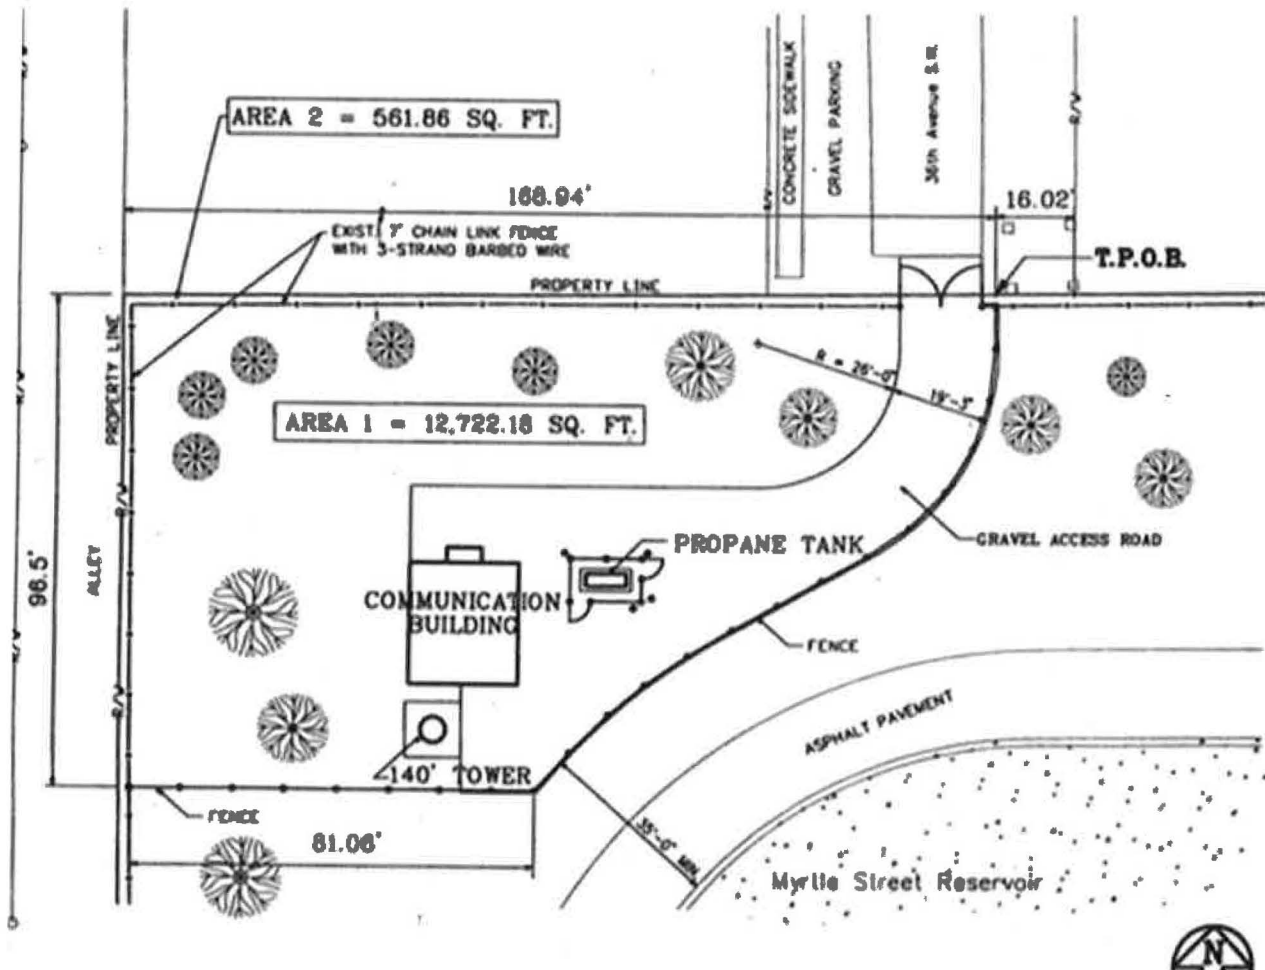 R/W
CONCRETE SIDEWALK
GRAVEL PARKING
36th Avenue S.W.
R/W
AREA 2 = 561.86 SQ. FT.
168.94'
R/W
16.02'
EXIST. 7' CHAIN LINK FENCE
WITH 3-STRAND BARBED WIRE
T.P.O.B.
PROPERTY LINE
PROPERTY LINE
R = 26'-0"
19'-3"
R/W
AREA 1 = 12,722.18 SQ. FT.
R/W
PROPANE TANK
GRAVEL ACCESS ROAD
ALLEY
COMMUNICATION
BUILDING
FENCE
R/W
R/W
ASPHALT PAVEMENT
140' TOWER
FENCE
81.06'
35'-0" MIN.
Myrtle Street Reservoir
N